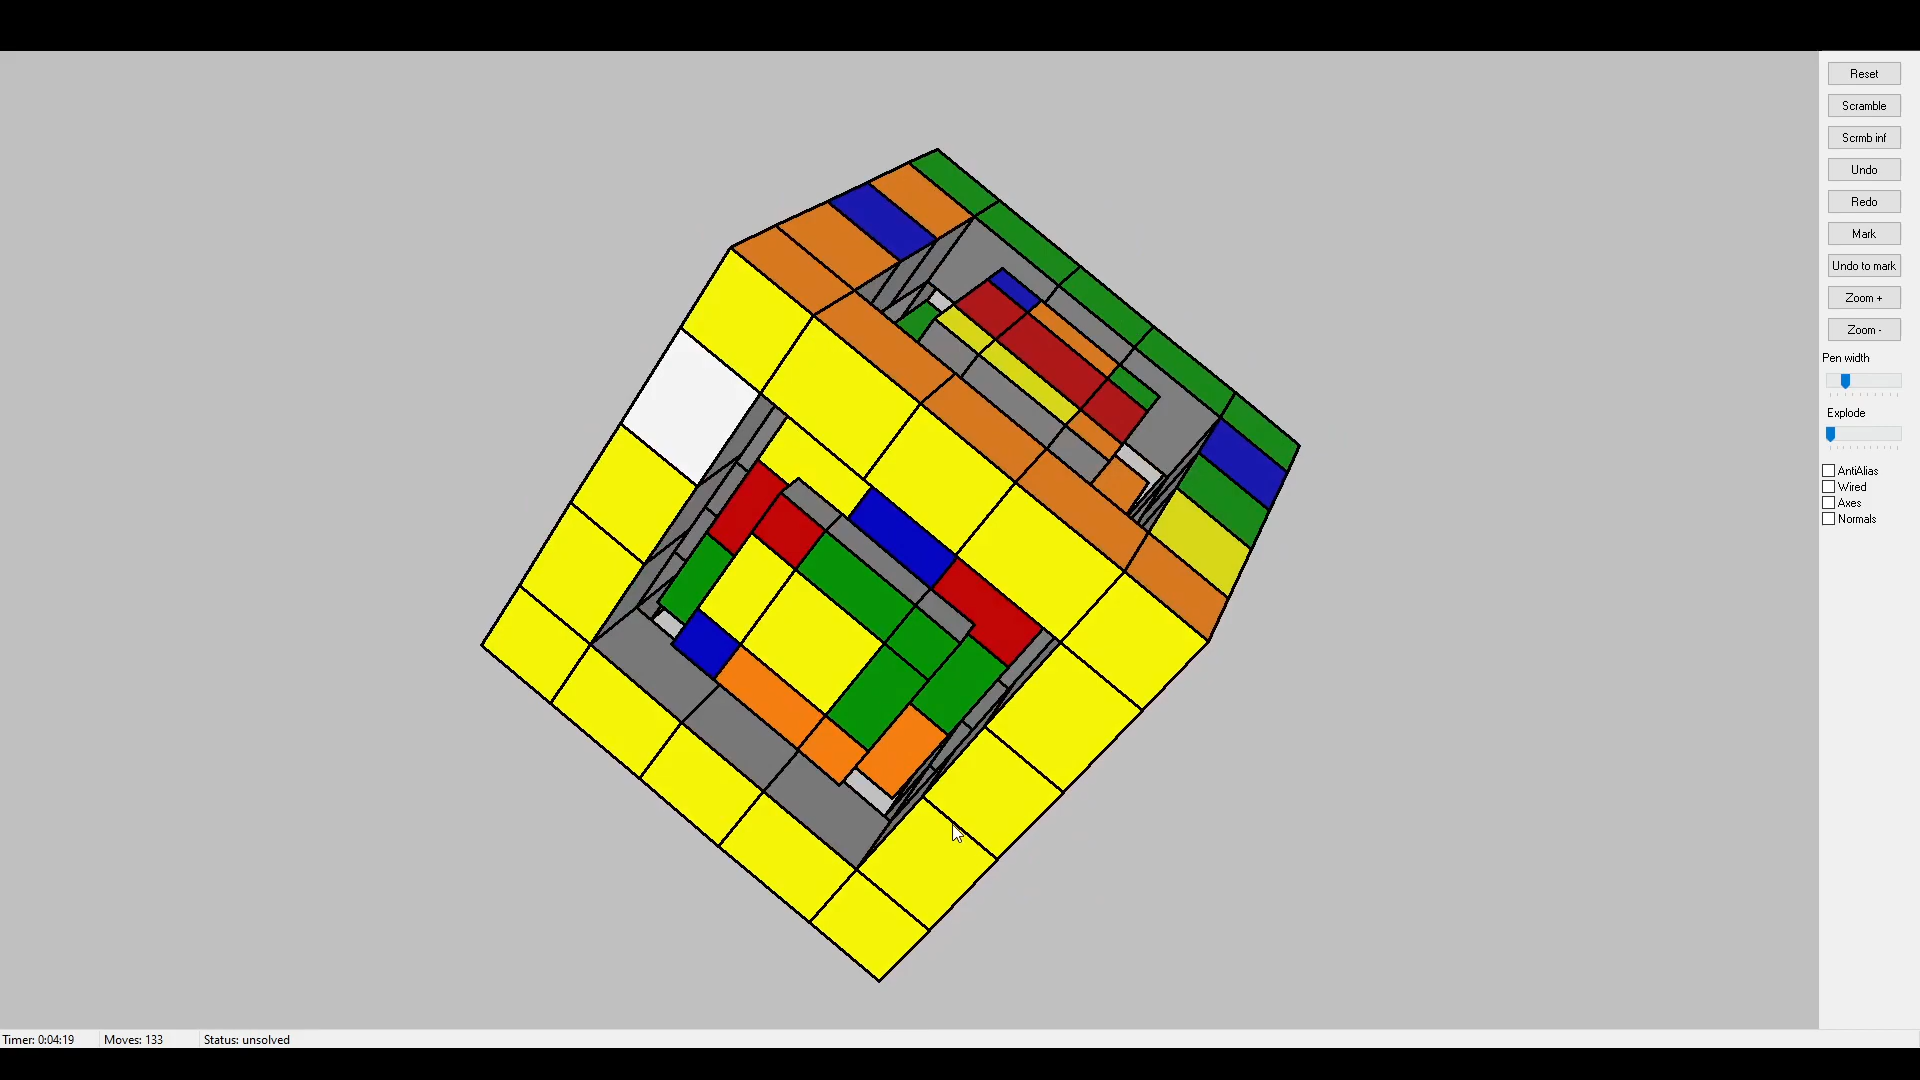 Reset
Scramble
Scrmb inf
Undo
Redo
Mark
Undo to mark
Zoom +
Zoom -
Pen width
Explode
AntiAlias
Wired
Axes
Normals
Timer: 0:04:19 Moves: 133 Status: unsolved